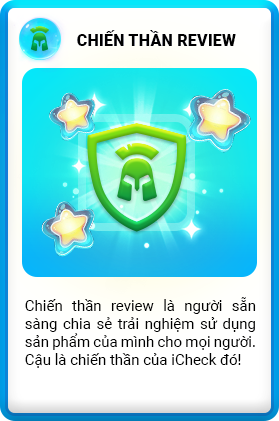 CHIẾN THẦN REVIEW
Chiến thần review là người sẵn
sàng chia sẻ trải nghiệm sử dụng
sản phẩm của mình cho mọi người.
Cậu là chiến thần của iCheck đó!